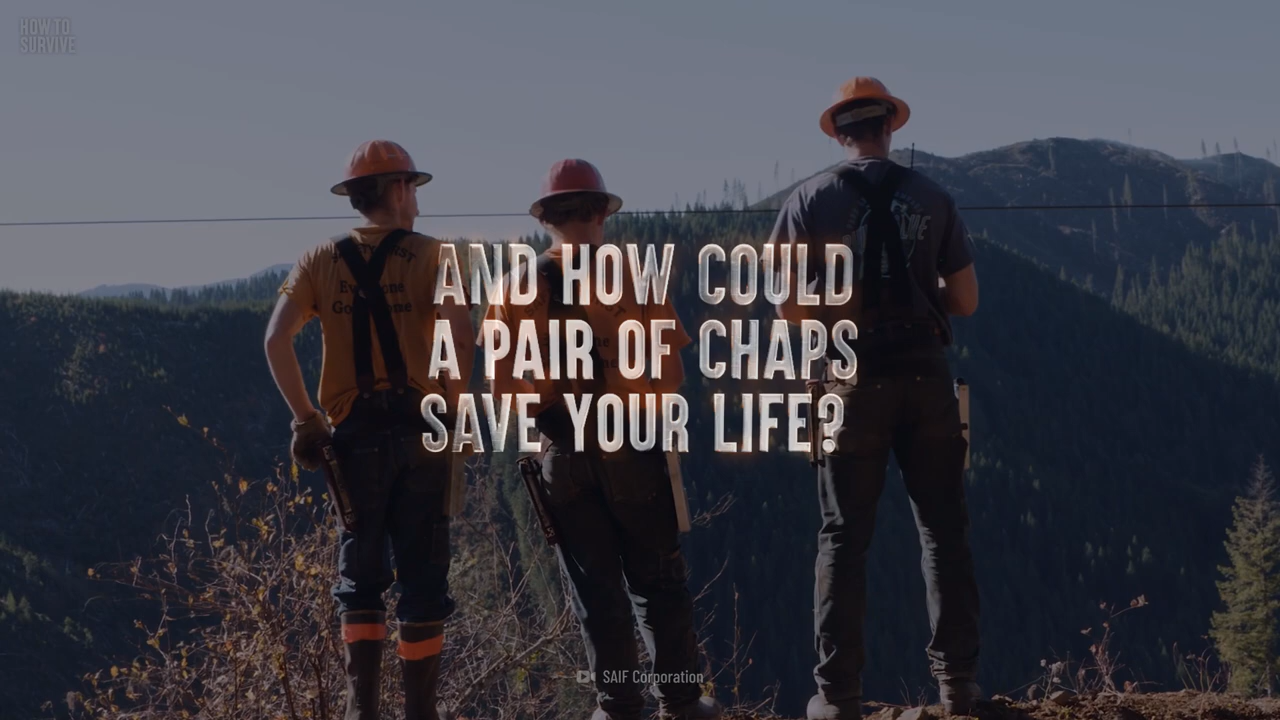 HOW TO
SURVIVE
AND HOW COULD
A PAIR OF CHAPS
SAVE YOUR LIFE?
SAIF Corporation